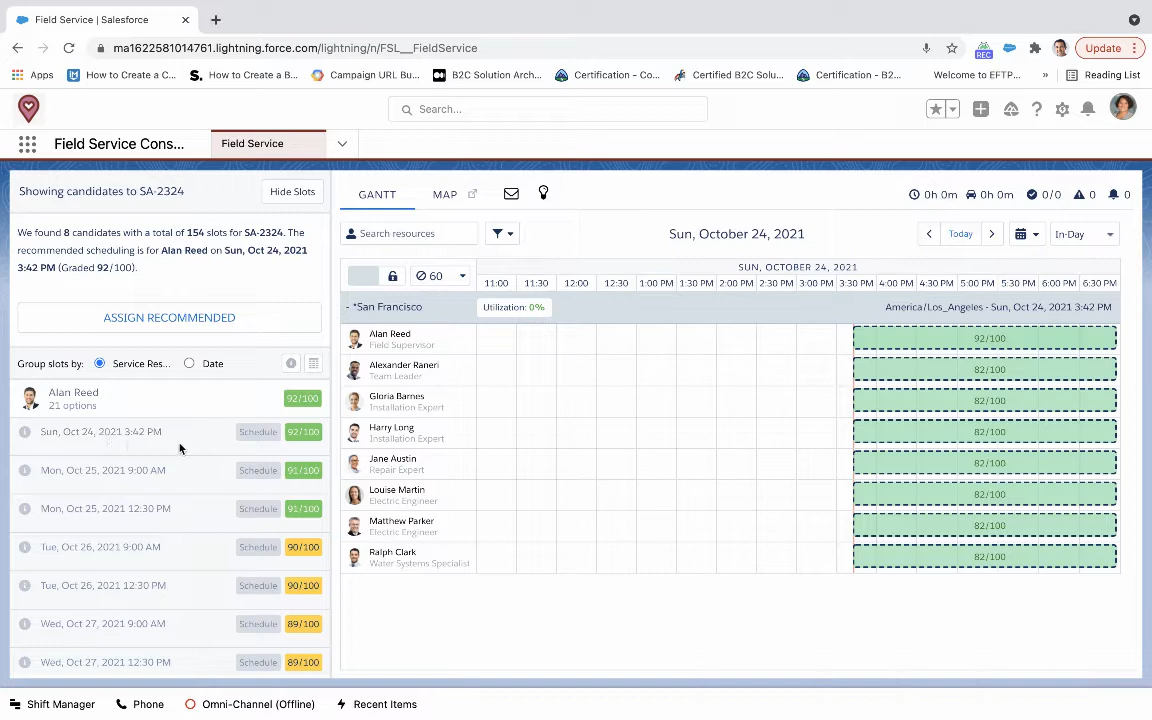 Field Service | Salesforce
ma1622581014761.lightning.force.com/lightning/n/FSL__FieldService
REC
Update
Apps
How to Create a C...
How to Create a B...
Campaign URL Bu...
B2C Solution Arch...
Certification - Co...
Certified B2C Solu...
Certification - B2...
Welcome to EFTP...
»
Reading List
Search...
Field Service Cons...
Field Service
Showing candidates to SA-2324
Hide Slots
We found 8 candidates with a total of 154 slots for SA-2324. The
recommended scheduling is for Alan Reed on Sun, Oct 24, 2021
3:42 PM (Graded 92/100).
ASSIGN RECOMMENDED
Group slots by: Service Res... Date
Alan Reed
21 options
92/100
Sun, Oct 24, 2021 3:42 PM Schedule 92/100
Mon, Oct 25, 2021 9:00 AM Schedule 91/100
Mon, Oct 25, 2021 12:30 PM Schedule 91/100
Tue, Oct 26, 2021 9:00 AM Schedule 90/100
Tue, Oct 26, 2021 12:30 PM Schedule 90/100
Wed, Oct 27, 2021 9:00 AM Schedule 89/100
Wed, Oct 27, 2021 12:30 PM Schedule 89/100
GANTT MAP
0h 0m 0h 0m 0/0 0 0
Search resources
Sun, October 24, 2021
Today
In-Day
60
SUN, OCTOBER 24, 2021
11:00 11:30 12:00 12:30 1:00 PM 1:30 PM 2:00 PM 2:30 PM 3:00 PM 3:30 PM 4:00 PM 4:30 PM 5:00 PM 5:30 PM 6:00 PM 6:30 PM
- *San Francisco
Utilization: 0%
America/Los_Angeles - Sun, Oct 24, 2021 3:42 PM
Alan Reed
Field Supervisor
92/100
Alexander Raneri
Team Leader
82/100
Gloria Barnes
Installation Expert
82/100
Harry Long
Installation Expert
82/100
Jane Austin
Repair Expert
82/100
Louise Martin
Electric Engineer
82/100
Matthew Parker
Electric Engineer
82/100
Ralph Clark
Water Systems Specialist
82/100
Shift Manager
Phone
Omni-Channel (Offline)
Recent Items